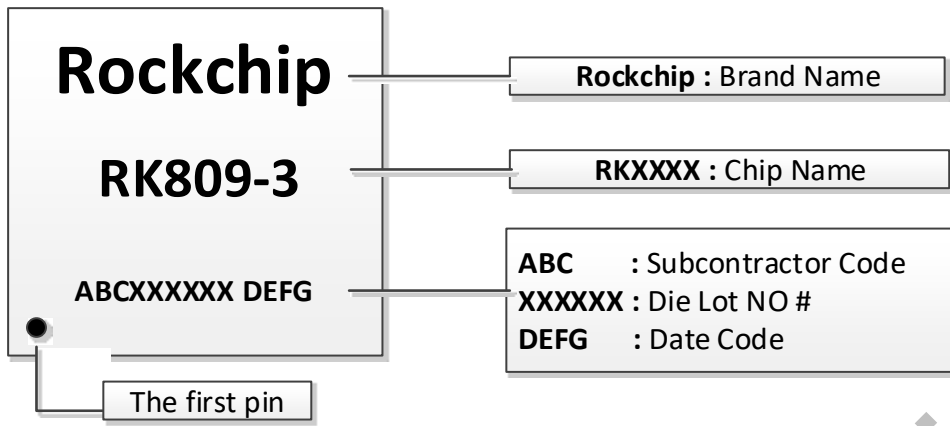 Rockchip
Rockchip : Brand Name
RK809-3
RKXXXX : Chip Name
ABCXXXXXX DEFG
ABC : Subcontractor Code
XXXXXX : Die Lot NO #
DEFG : Date Code
The first pin